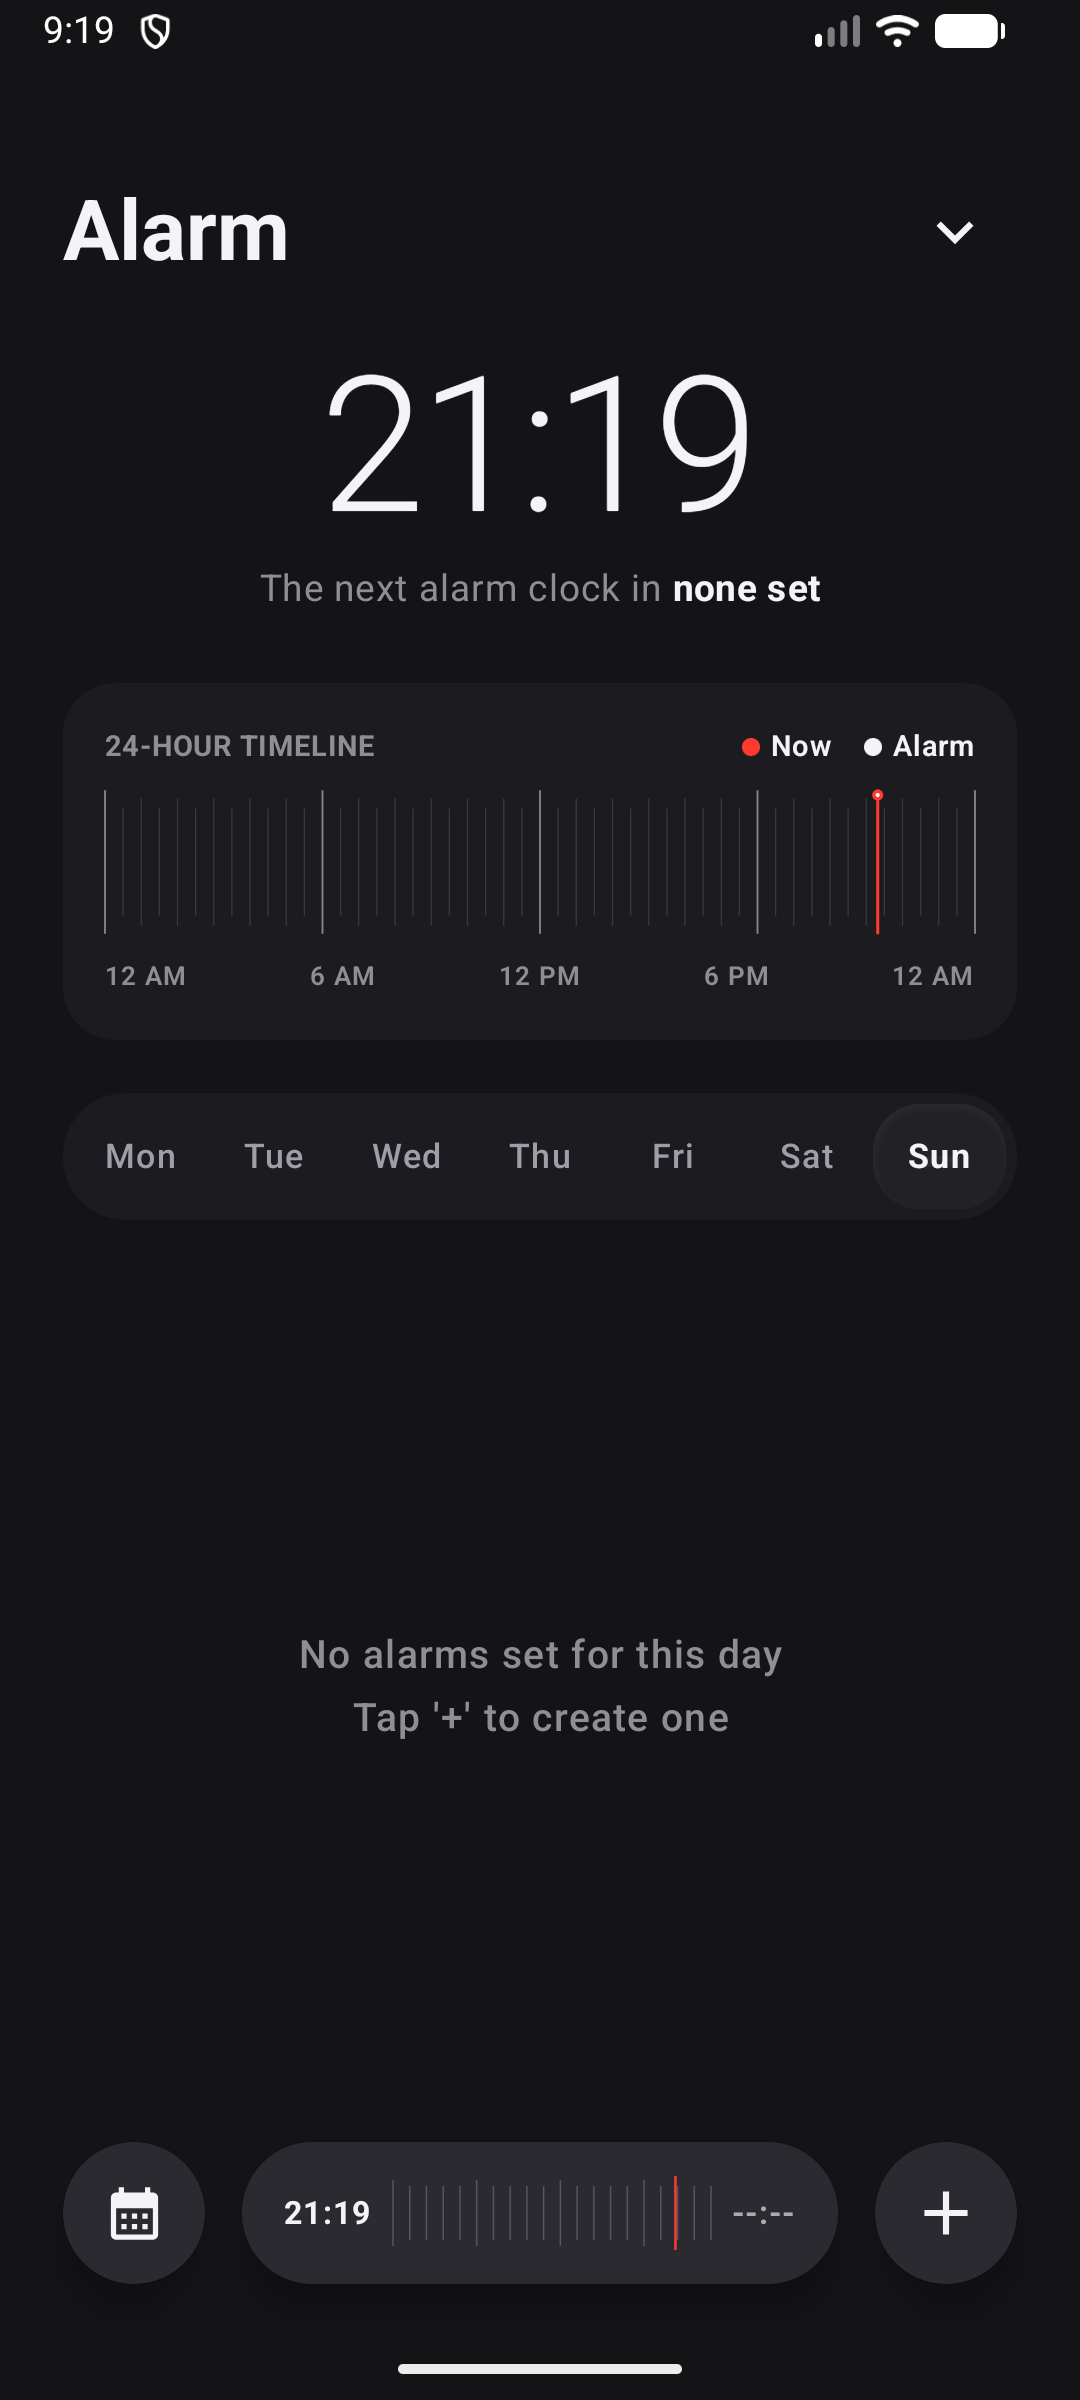 9:19
Alarm
21:19
The next alarm clock in none set
24-HOUR TIMELINE Now Alarm
12 AM 6 AM 12 PM 6 PM 12 AM
Mon Tue Wed Thu Fri Sat Sun
No alarms set for this day
Tap '+' to create one
21:19 --:--